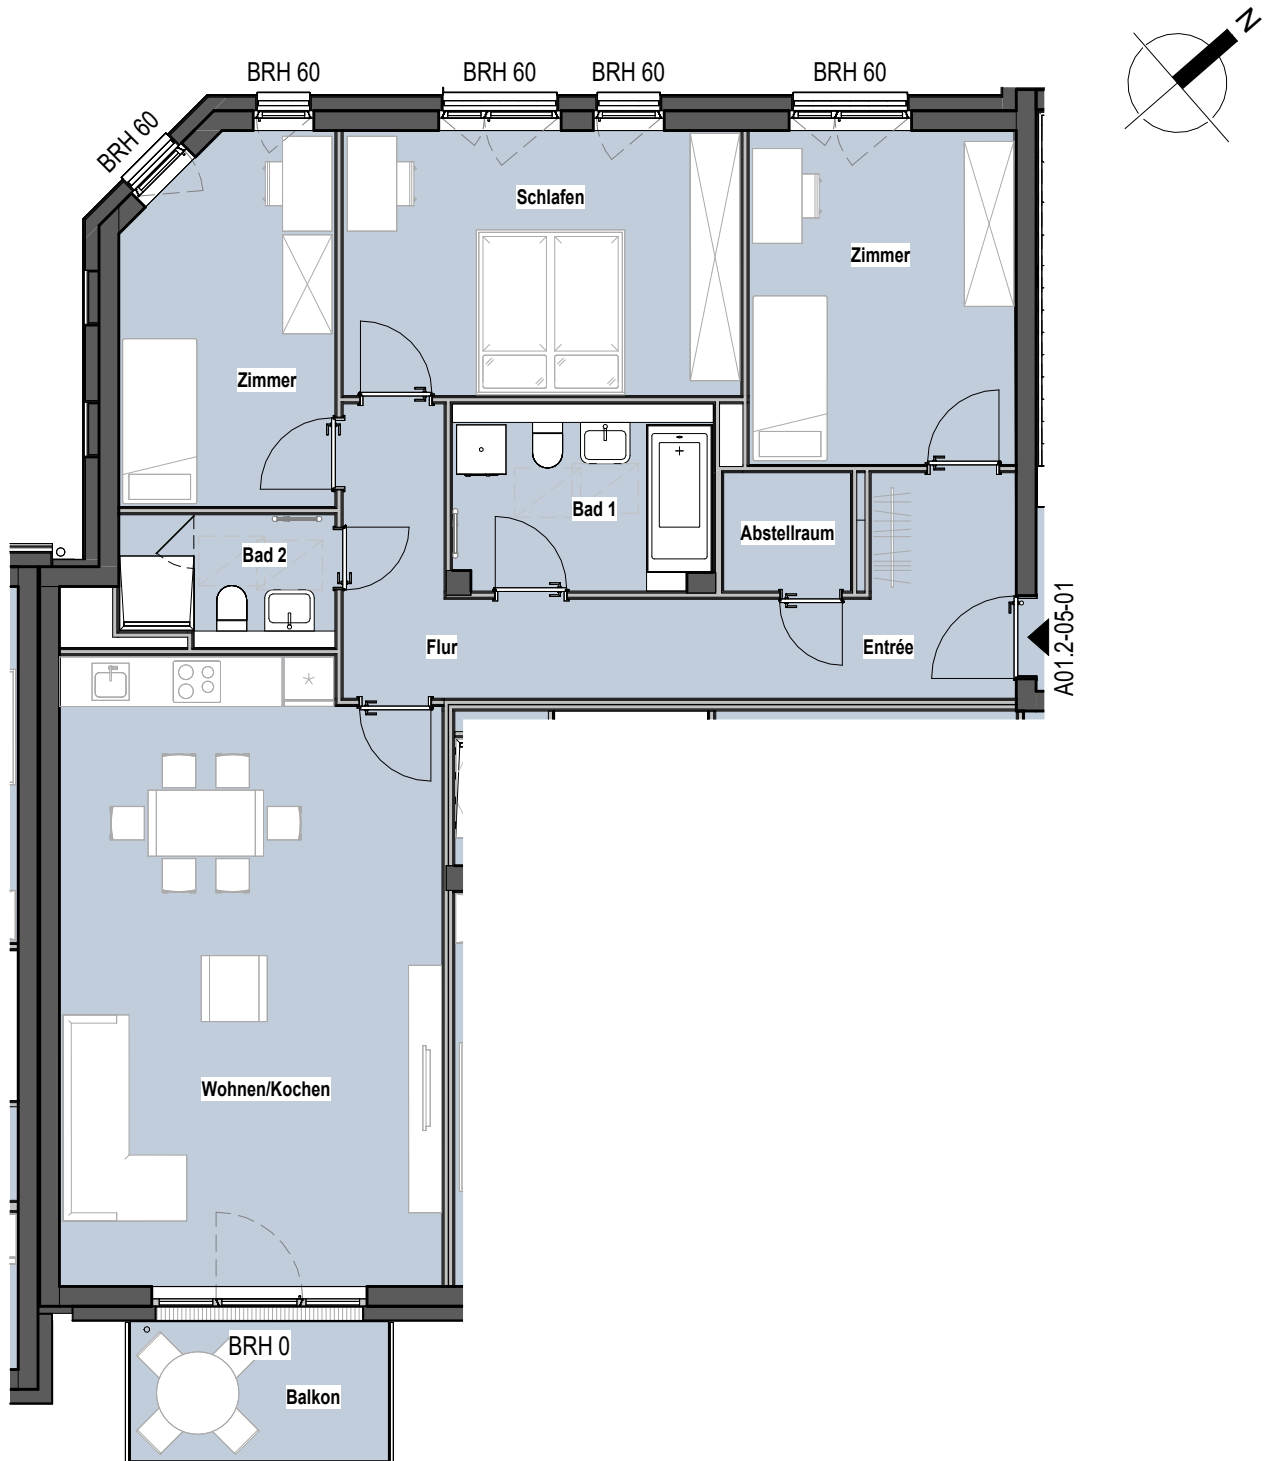 N
BRH 60
BRH 60
BRH 60
BRH 60
BRH 60
Schlafen
Zimmer
Zimmer
Bad 1
Abstellraum
Bad 2
Flur
Entrée
A01.2-05-01
Wohnen/Kochen
BRH 0
Balkon